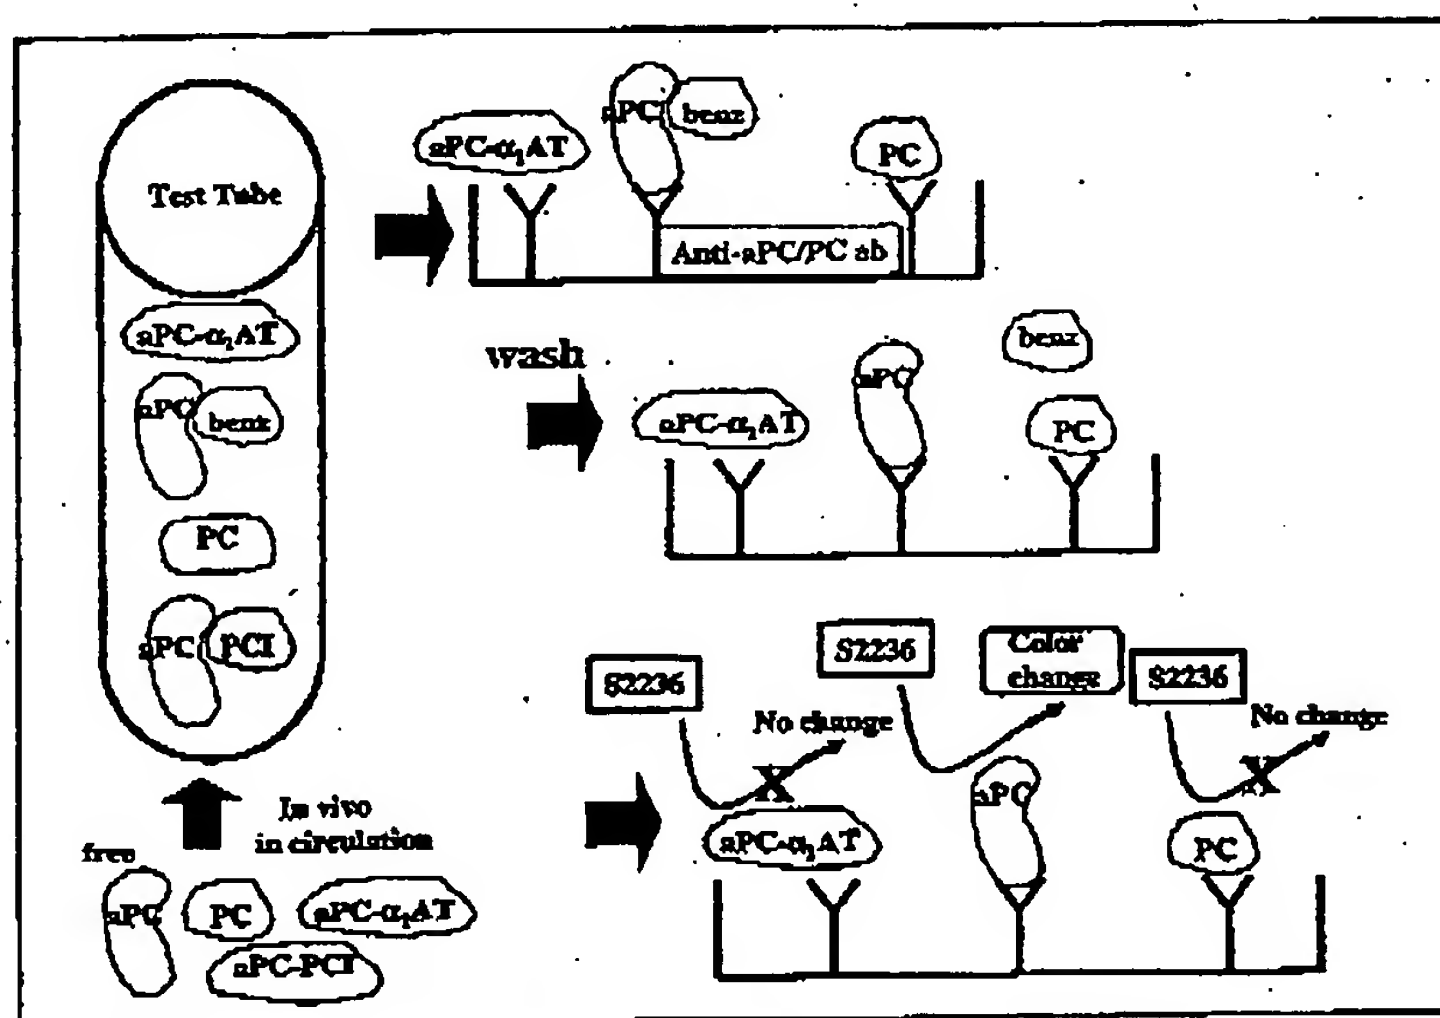 Test Tube
aPC-α₁AT
aPC
benz
PC
aPC
PCI
In vivo
in circulation
free
aPC
PC
aPC-α₁AT
aPC-PCI
aPC-α₁AT
aPC
benz
PC
Anti-aPC/PC ab
wash
aPC-α₁AT
aPC
benz
PC
S2236
No change
S2236
Color
change
S2236
No change
aPC-α₁AT
aPC
PC